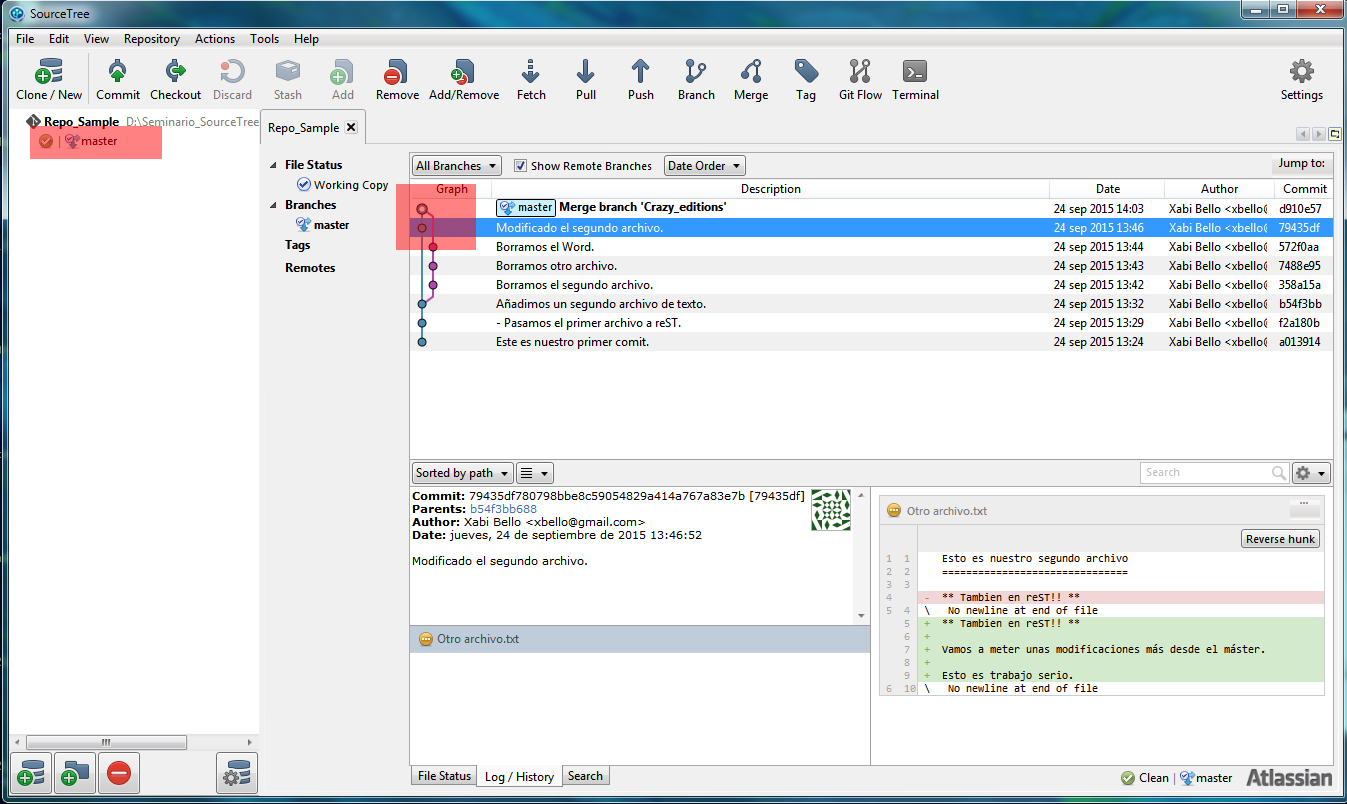 SourceTree
File Edit View Repository Actions Tools Help
Clone / New Commit Checkout Discard Stash Add Remove Add/Remove Fetch Pull Push Branch Merge Tag Git Flow Terminal Settings
Repo_Sample D:\Seminario_SourceTree
master
Repo_Sample
File Status
Working Copy
Branches
master
Tags
Remotes
All Branches Show Remote Branches Date Order Jump to:
Graph Description Date Author Commit
master Merge branch 'Crazy_editions' 24 sep 2015 14:03 Xabi Bello <xbello@ d910e57
Modificado el segundo archivo. 24 sep 2015 13:46 Xabi Bello <xbello@ 79435df
Borramos el Word. 24 sep 2015 13:44 Xabi Bello <xbello@ 572f0aa
Borramos otro archivo. 24 sep 2015 13:43 Xabi Bello <xbello@ 7488e95
Borramos el segundo archivo. 24 sep 2015 13:42 Xabi Bello <xbello@ 358a15a
Añadimos un segundo archivo de texto. 24 sep 2015 13:32 Xabi Bello <xbello@ b54f3bb
- Pasamos el primer archivo a reST. 24 sep 2015 13:29 Xabi Bello <xbello@ f2a180b
Este es nuestro primer comit. 24 sep 2015 13:24 Xabi Bello <xbello@ a013914
Sorted by path Search
Commit: 79435df780798bbe8c59054829a414a767a83e7b [79435df]
Parents: b54f3bb688
Author: Xabi Bello <xbello@gmail.com>
Date: jueves, 24 de septiembre de 2015 13:46:52
Modificado el segundo archivo.
Otro archivo.txt
Otro archivo.txt
Reverse hunk
1 1 Esto es nuestro segundo archivo
2 2 ===============================
3 3
4 - ** Tambien en reST!! **
5 4 \ No newline at end of file
5 + ** Tambien en reST!! **
6 +
7 + Vamos a meter unas modificaciones más desde el máster.
8 +
9 + Esto es trabajo serio.
6 10 \ No newline at end of file
File Status Log / History Search
Clean master Atlassian